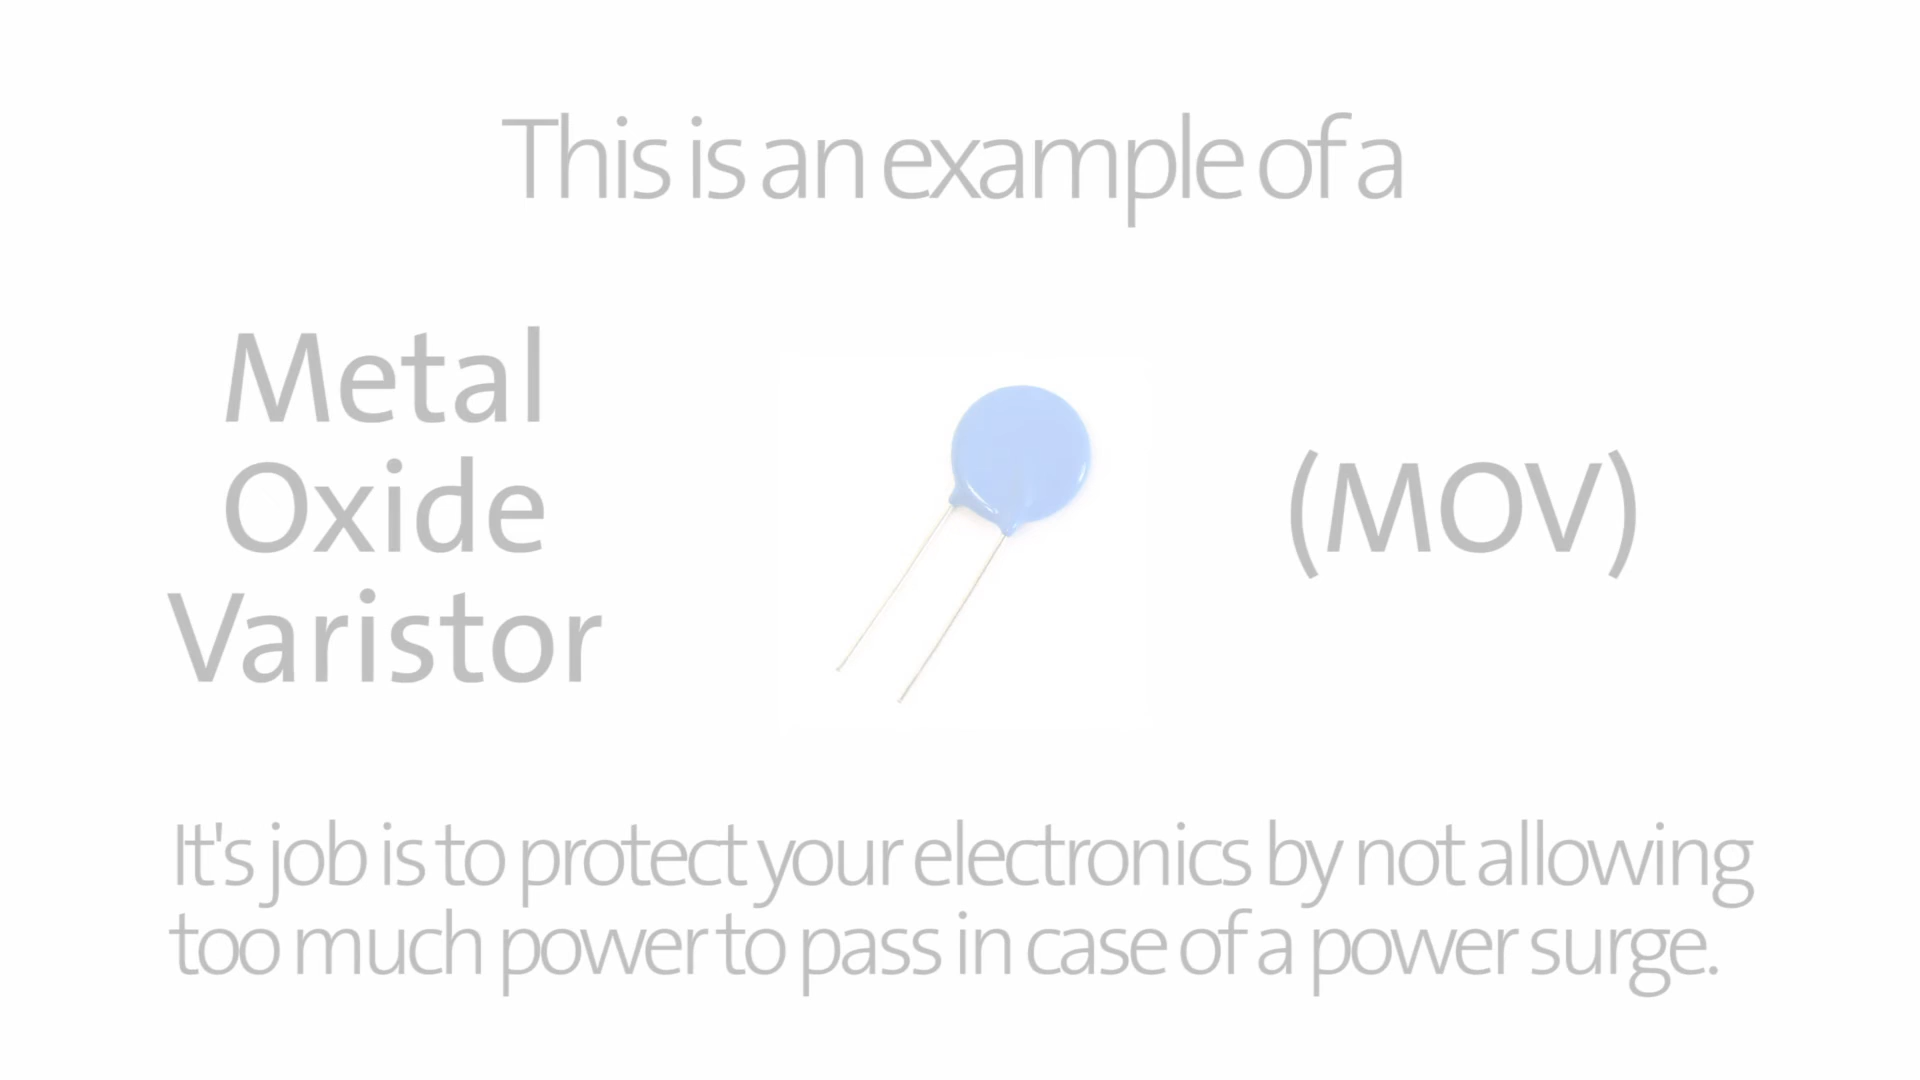 This is an example of a
Metal
Oxide
Varistor
(MOV)
It's job is to protect your electronics by not allowing
too much power to pass in case of a power surge.